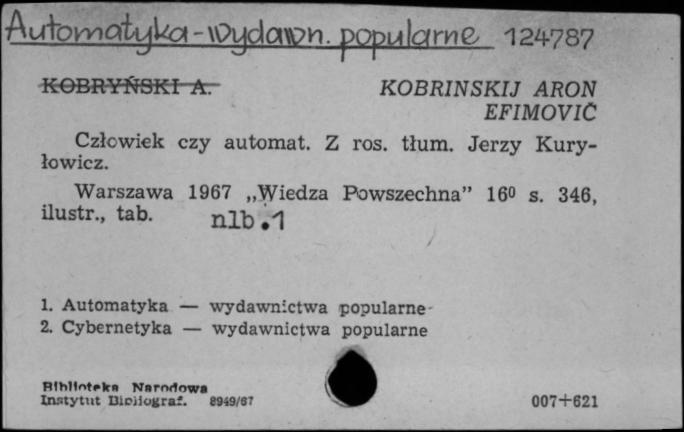 Automatyka - wydawn. popularne 124787
KOBRYŃSKI A. KOBRINSKIJ ARON
EFIMOVIČ
Człowiek czy automat. Z ros. tłum. Jerzy Kury-
łowicz.
Warszawa 1967 „Wiedza Powszechna” 16⁰ s. 346,
ilustr., tab. nlb.1
1. Automatyka — wydawnictwa popularne
2. Cybernetyka — wydawnictwa popularne
Biblioteka Narodowa
Instytut Bibliograf. 8949/67 007+621